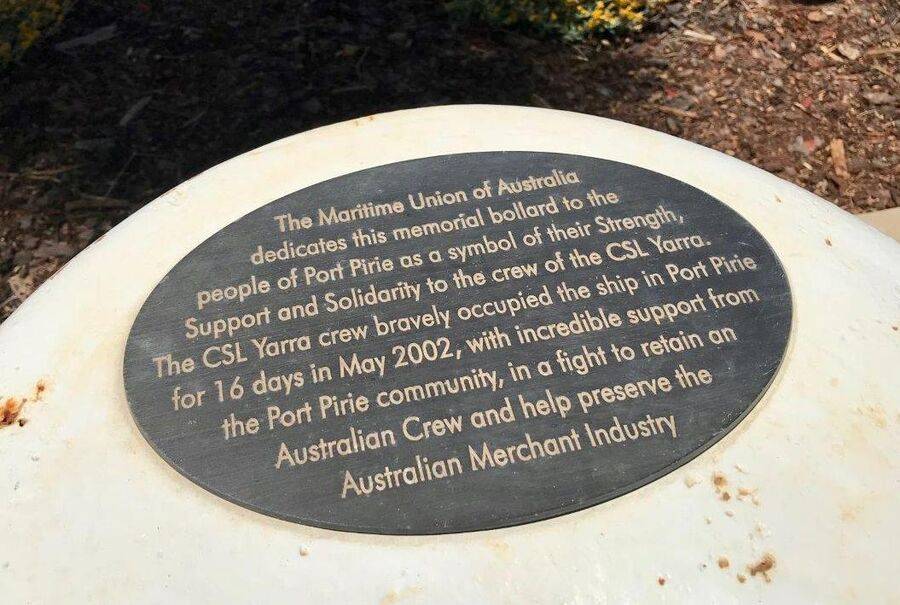 The Maritime Union of Australia
dedicates this memorial bollard to the
people of Port Pirie as a symbol of their Strength,
Support and Solidarity to the crew of the CSL Yarra.
The CSL Yarra crew bravely occupied the ship in Port Pirie
for 16 days in May 2002, with incredible support from
the Port Pirie community, in a fight to retain an
Australian Crew and help preserve the
Australian Merchant Industry